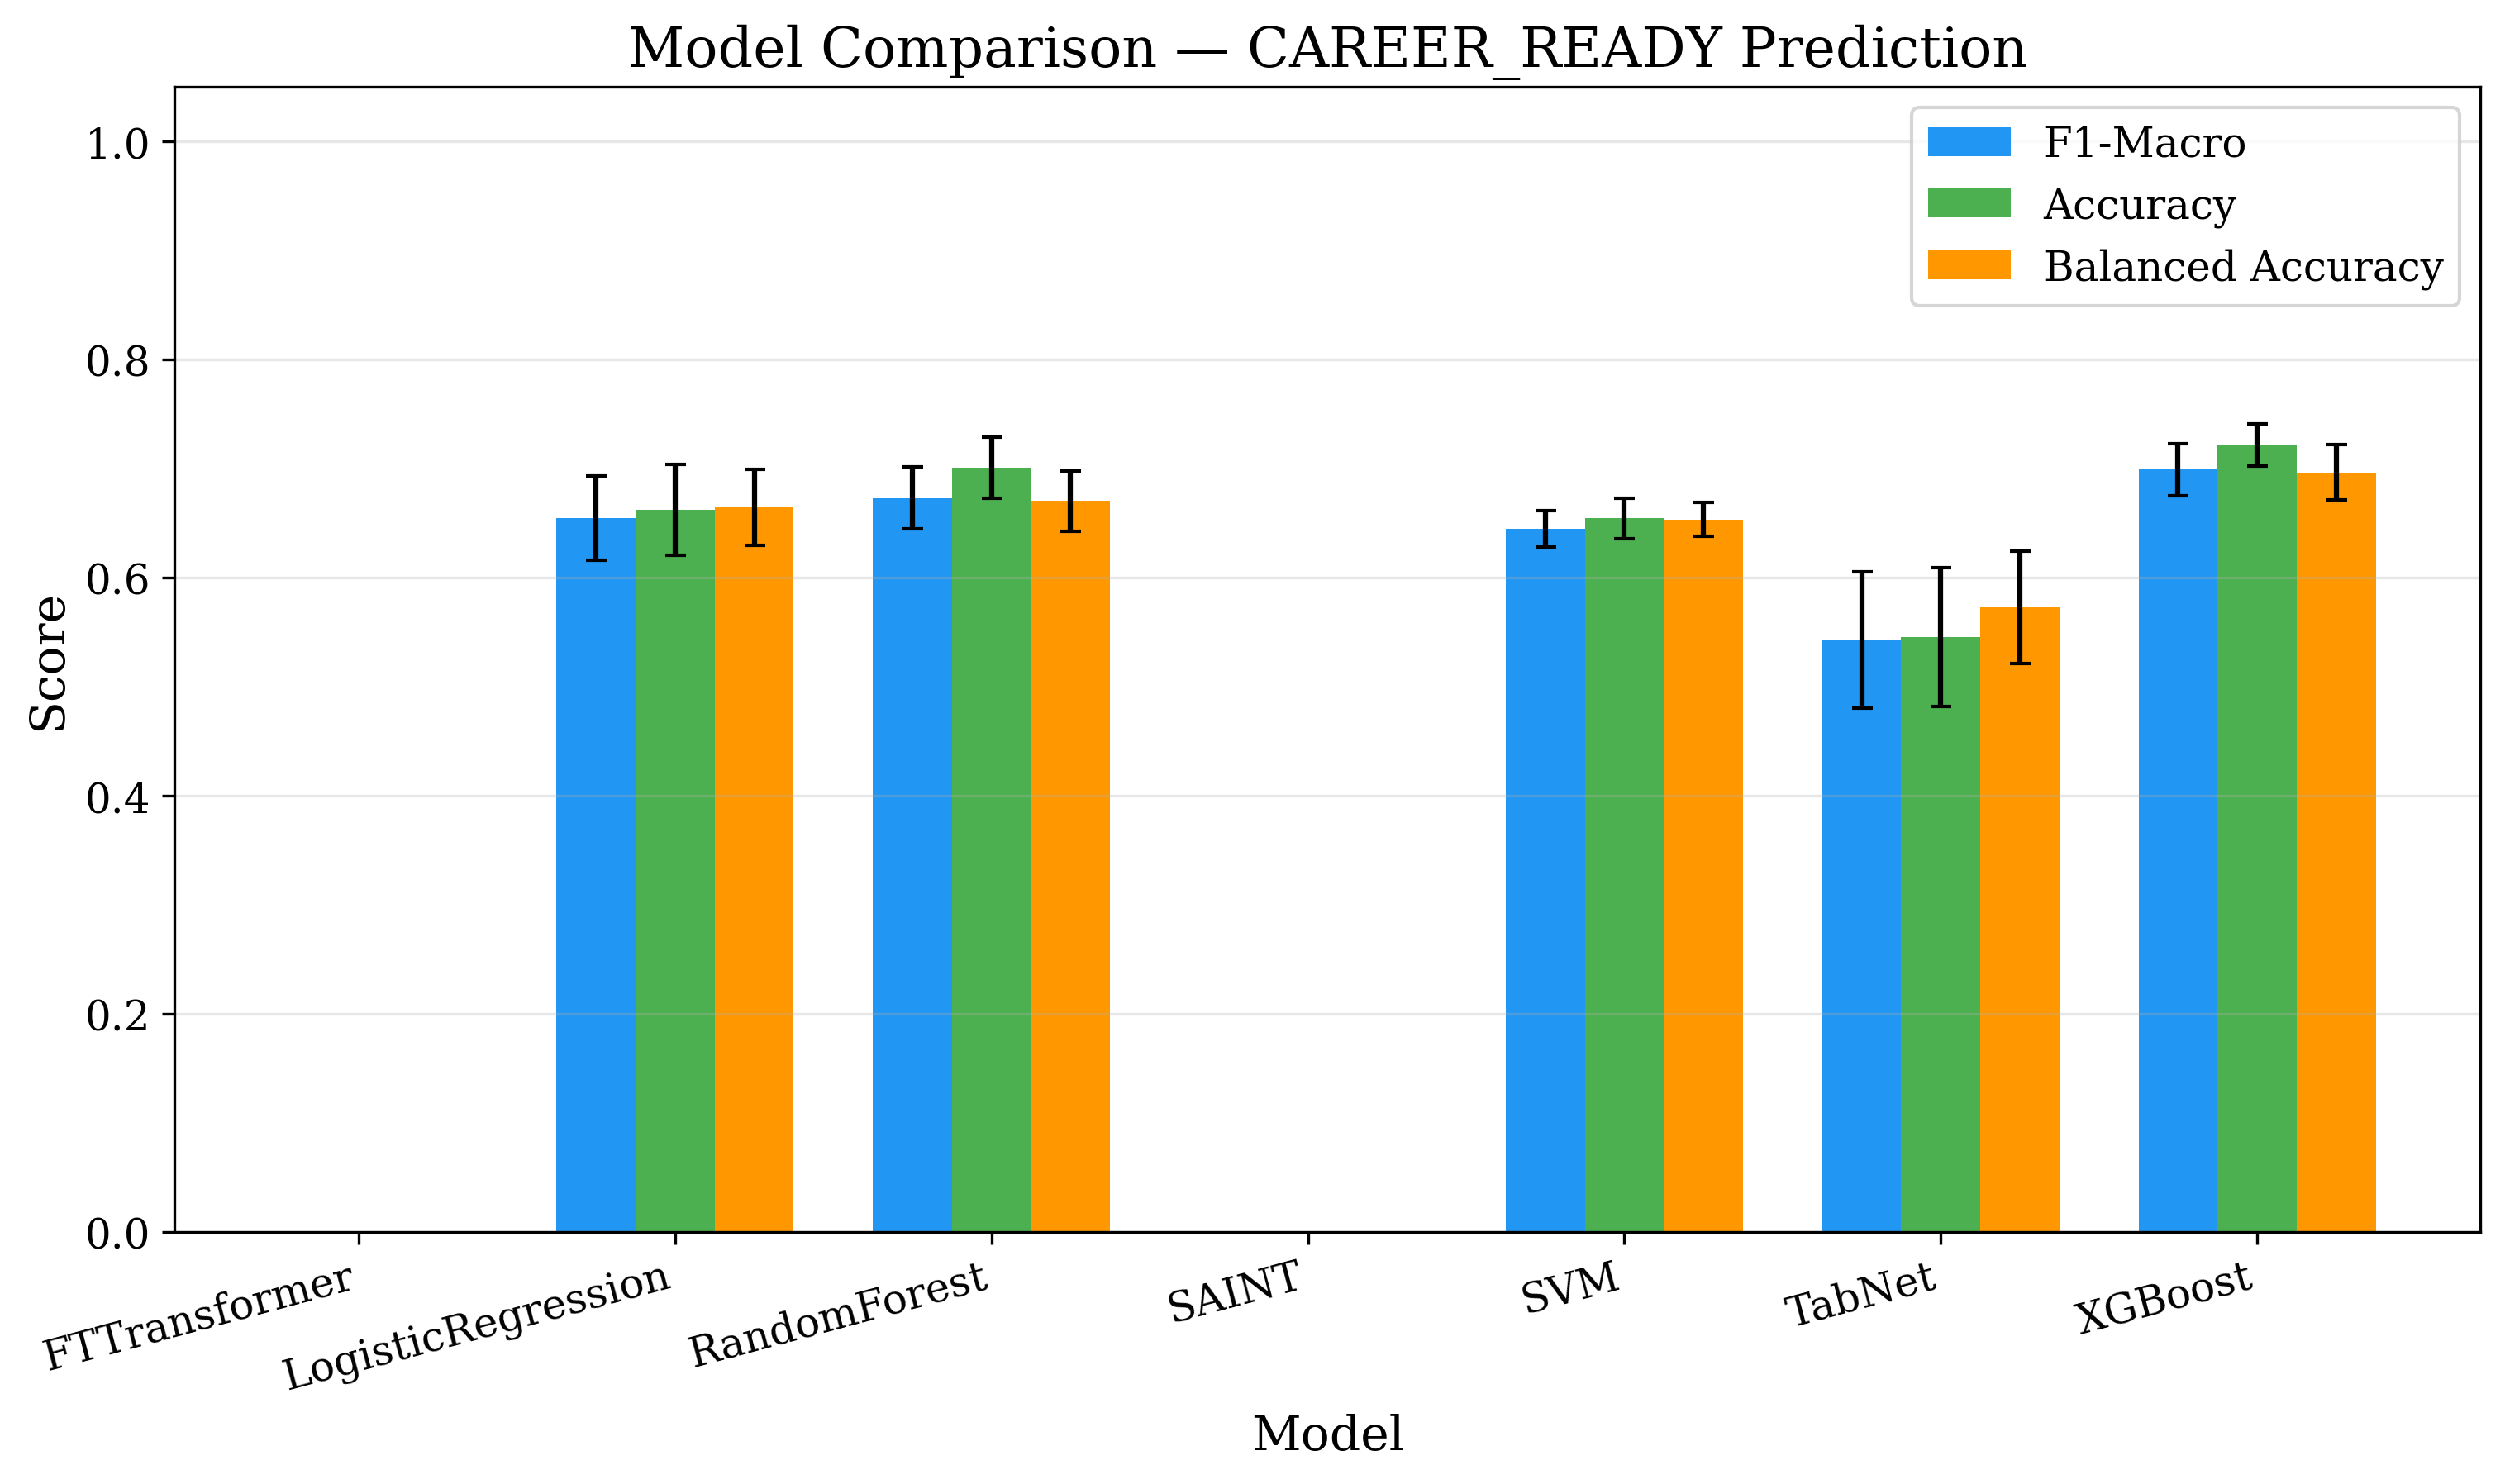 Model Comparison — CAREER_READY Prediction
F1-Macro
Accuracy
Balanced Accuracy
Score
1.0
0.8
0.6
0.4
0.2
0.0
FTTransformer
LogisticRegression
RandomForest
SAINT
SVM
TabNet
XGBoost
Model